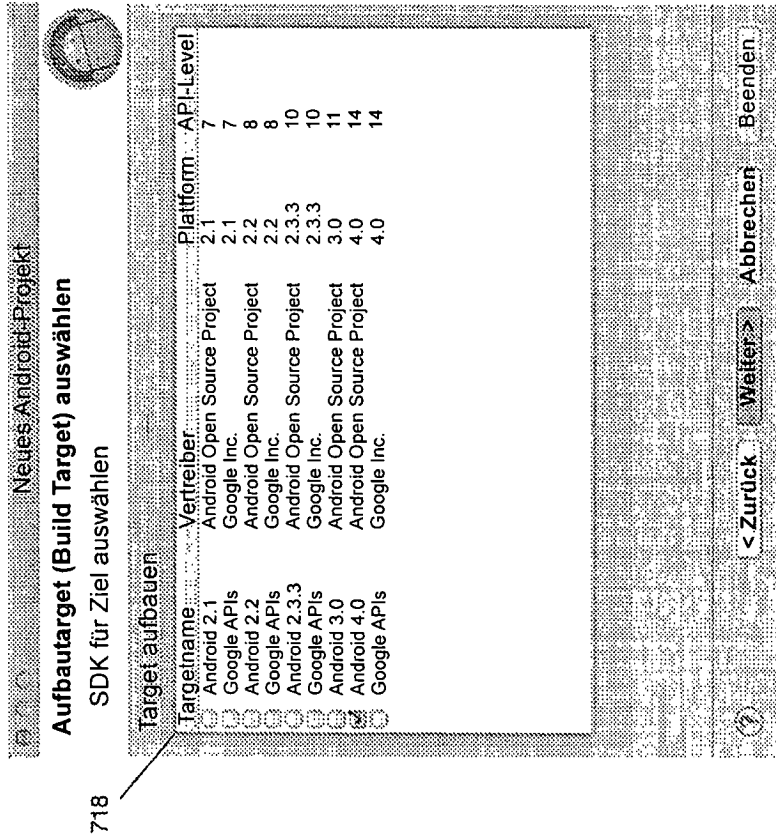 Neues Android-Projekt
Aufbautarget (Build Target) auswählen
SDK für Ziel auswählen
Target aufbauen
718
Targetname Vertreiber Plattform API-Level
Android 2.1 Android Open Source Project 2.1 7
Google APIs Google Inc. 2.1 7
Android 2.2 Android Open Source Project 2.2 8
Google APIs Google Inc. 2.2 8
Android 2.3.3 Android Open Source Project 2.3.3 10
Google APIs Google Inc. 2.3.3 10
Android 3.0 Android Open Source Project 3.0 11
Android 4.0 Android Open Source Project 4.0 14
Google APIs Google Inc. 4.0 14
? < Zurück Weiter > Abbrechen Beenden